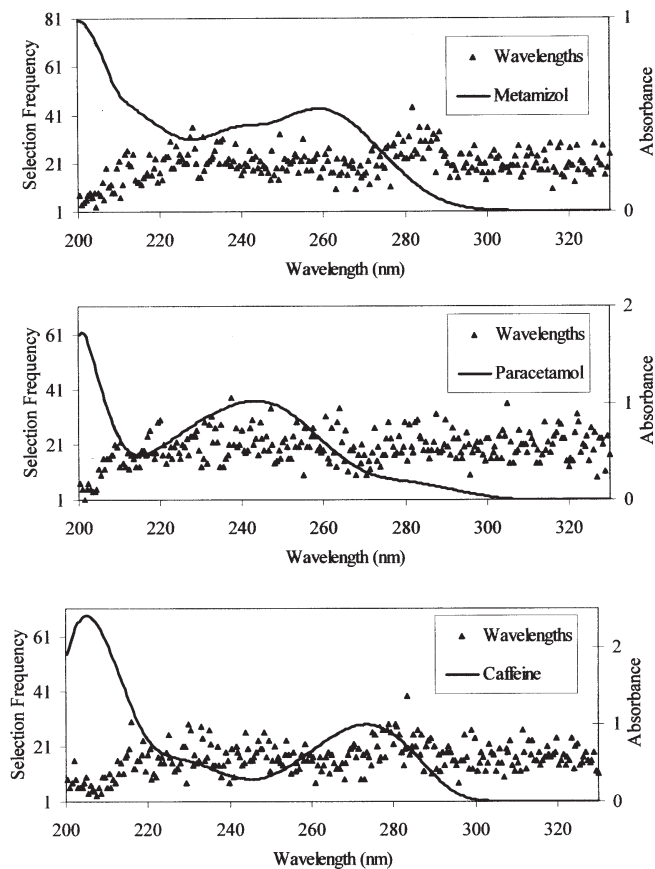 81
61
41
21
1
Selection Frequency
Wavelengths
Metamizol
1
0
Absorbance
200 220 240 260 280 300 320
Wavelength (nm)
61
41
21
1
Selection Frequency
Wavelengths
Paracetamol
2
1
0
Absorbance
200 220 240 260 280 300 320
Wavelength (nm)
61
41
21
1
Selection Frequency
Wavelengths
Caffeine
2
1
0
Absorbance
200 220 240 260 280 300 320
Wavelength (nm)